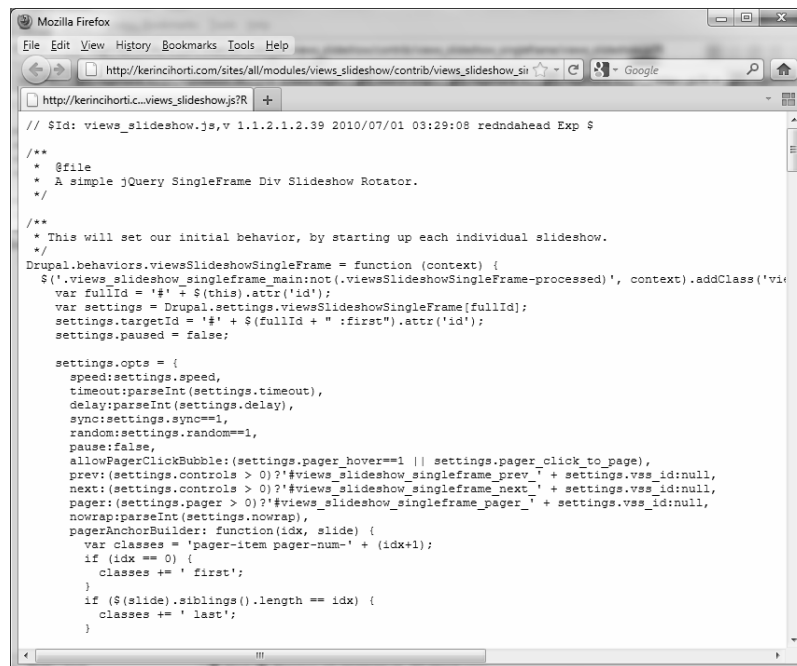 Mozilla Firefox
File Edit View History Bookmarks Tools Help
http://kerincihorti.com/sites/all/modules/views_slideshow/contrib/views_slideshow_sin
Google
http://kerincihorti.c...views_slideshow.js?R
// $Id: views_slideshow.js,v 1.1.2.1.2.39 2010/07/01 03:29:08 redndahead Exp $
/**
 *  @file
 *  A simple jQuery SingleFrame Div Slideshow Rotator.
 */
/**
 * This will set our initial behavior, by starting up each individual slideshow.
 */
Drupal.behaviors.viewsSlideshowSingleFrame = function (context) {
  $('.views_slideshow_singleframe_main:not(.viewsSlideshowSingleFrame-processed)', context).addClass('vie
    var fullId = '#' + $(this).attr('id');
    var settings = Drupal.settings.viewsSlideshowSingleFrame[fullId];
    settings.targetId = '#' + $(fullId + " :first").attr('id');
    settings.paused = false;
    settings.opts = {
      speed:settings.speed,
      timeout:parseInt(settings.timeout),
      delay:parseInt(settings.delay),
      sync:settings.sync==1,
      random:settings.random==1,
      pause:false,
      allowPagerClickBubble:(settings.pager_hover==1 || settings.pager_click_to_page),
      prev:(settings.controls > 0)?'#views_slideshow_singleframe_prev_' + settings.vss_id:null,
      next:(settings.controls > 0)?'#views_slideshow_singleframe_next_' + settings.vss_id:null,
      pager:(settings.pager > 0)?'#views_slideshow_singleframe_pager_' + settings.vss_id:null,
      nowrap:parseInt(settings.nowrap),
      pagerAnchorBuilder: function(idx, slide) {
        var classes = 'pager-item pager-num-' + (idx+1);
        if (idx == 0) {
          classes += ' first';
        }
        if ($(slide).siblings().length == idx) {
          classes += ' last';
        }